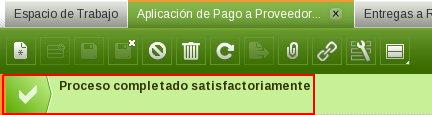 Espacio de Trabajo
Aplicación de Pago a Proveedor...
Entregas a
Proceso completado satisfactoriamente